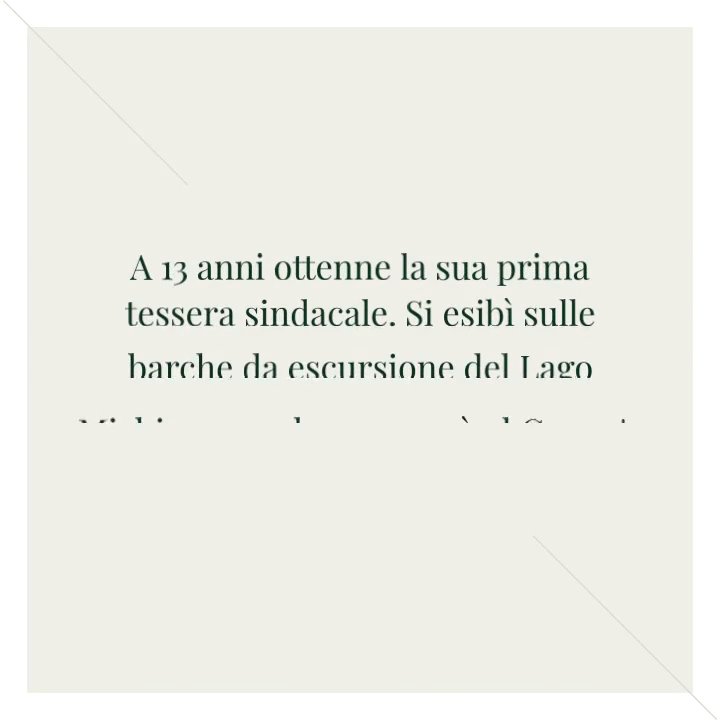 A 13 anni ottenne la sua prima
tessera sindacale. Si esibì sulle
barche da escursione del Lago